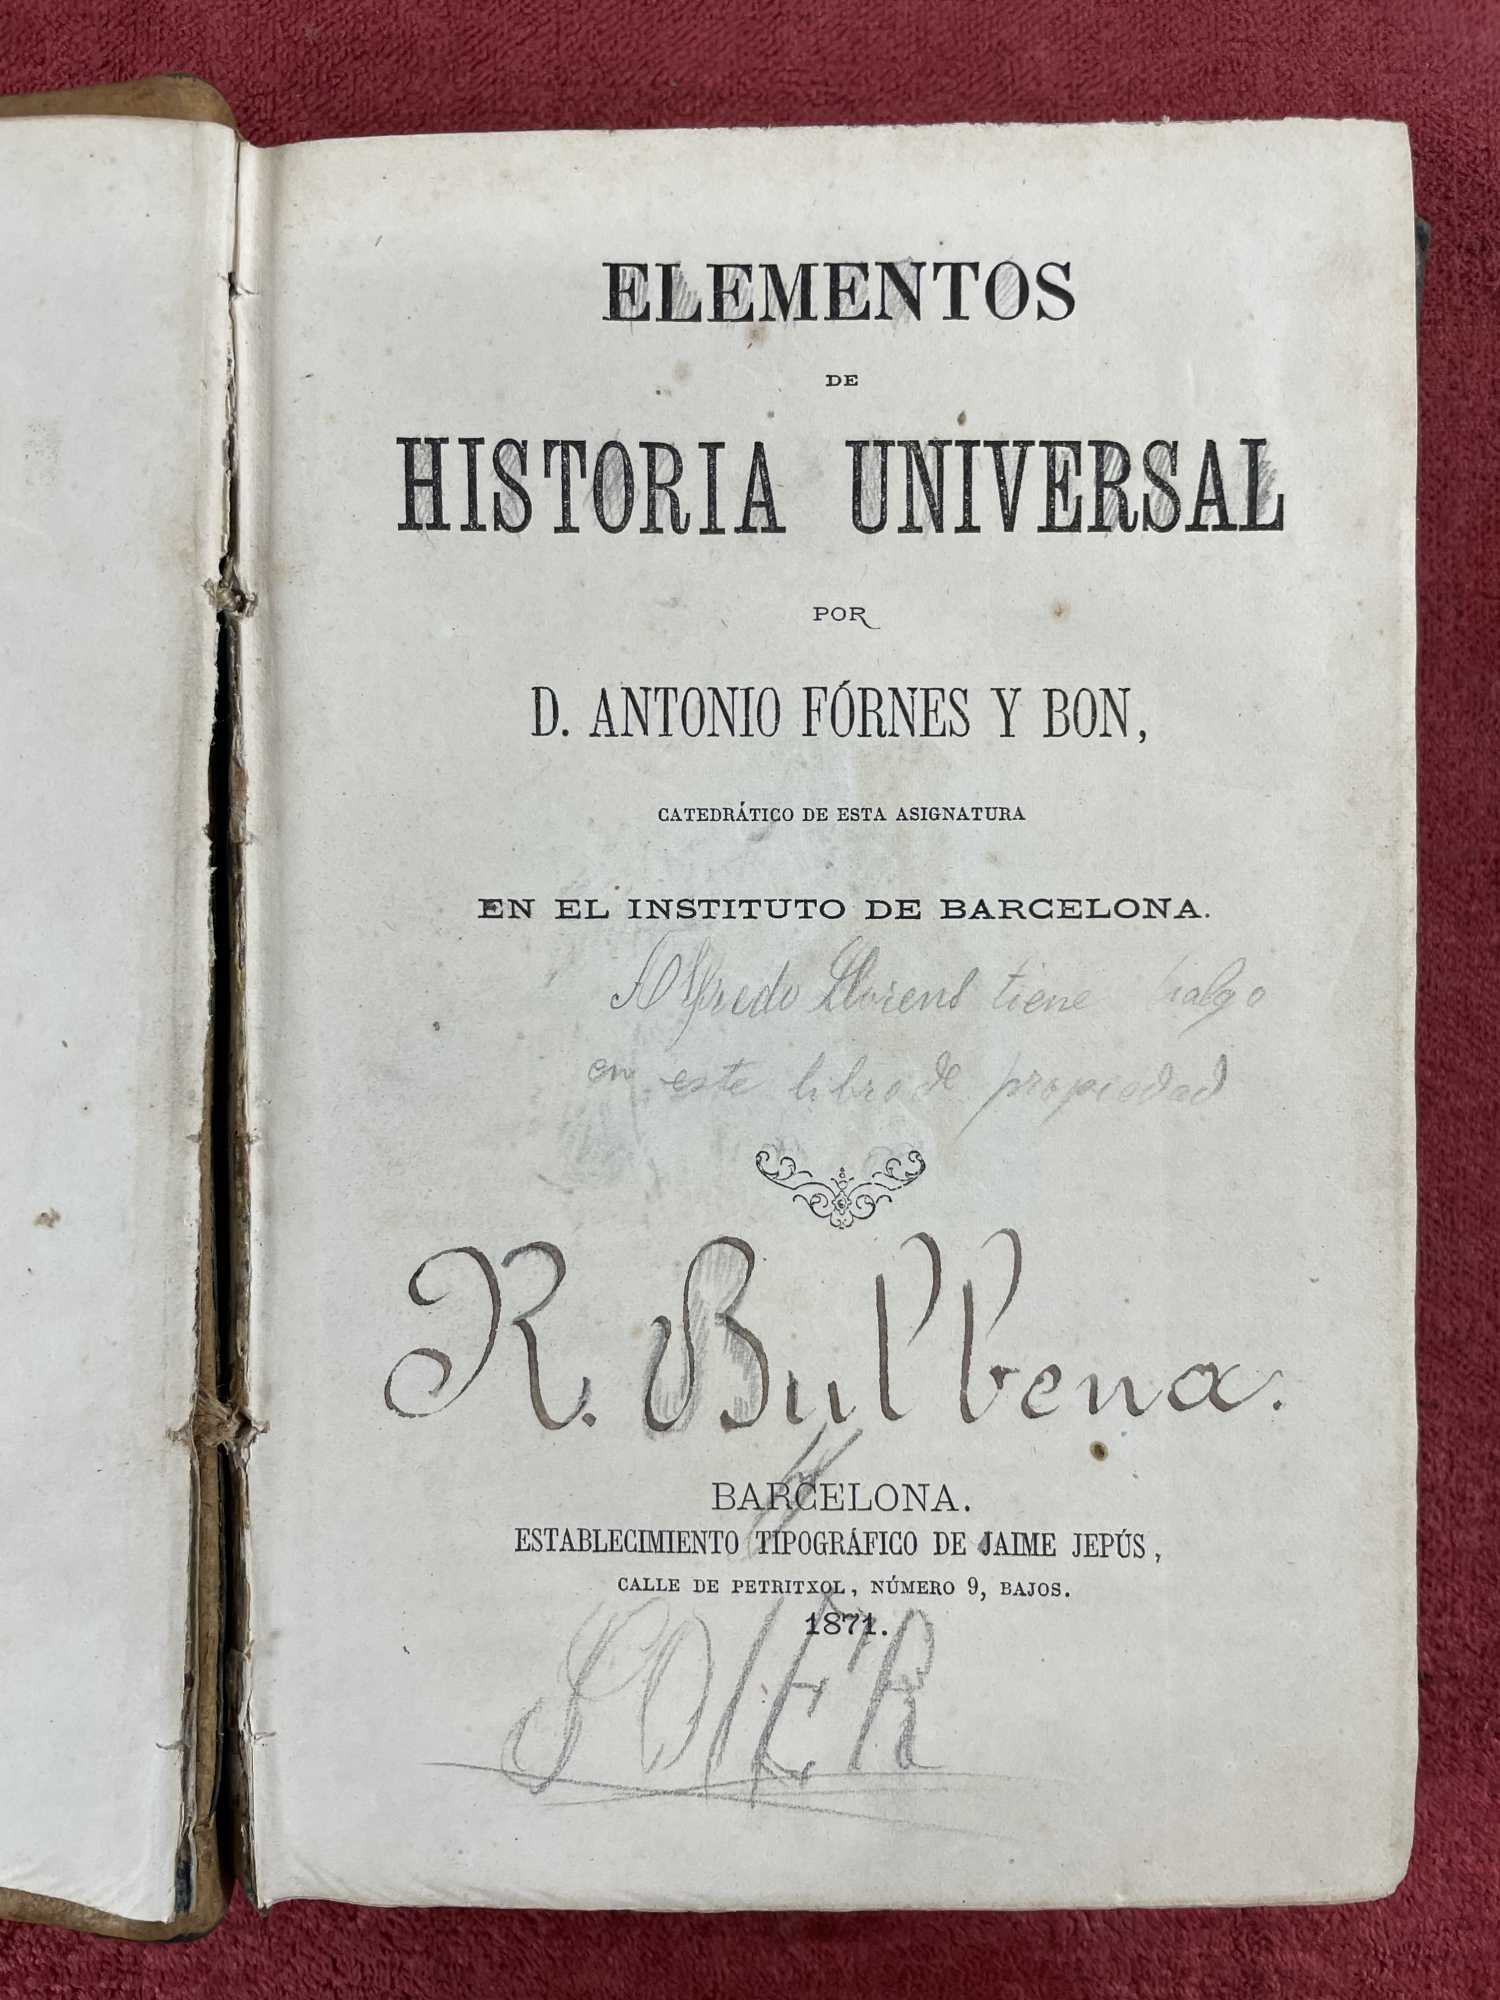 ELEMENTOS
DE
HISTORIA UNIVERSAL
POR
D. ANTONIO FÓRNES Y BON,
CATEDRÁTICO DE ESTA ASIGNATURA
EN EL INSTITUTO DE BARCELONA.
Alfredo Llorens tiene halgo
en este libro de propiedad
R. Bulbena.
BARCELONA.
ESTABLECIMIENTO TIPOGRÁFICO DE JAIME JEPÚS,
CALLE DE PETRITXOL, NÚMERO 9, BAJOS.
1871.